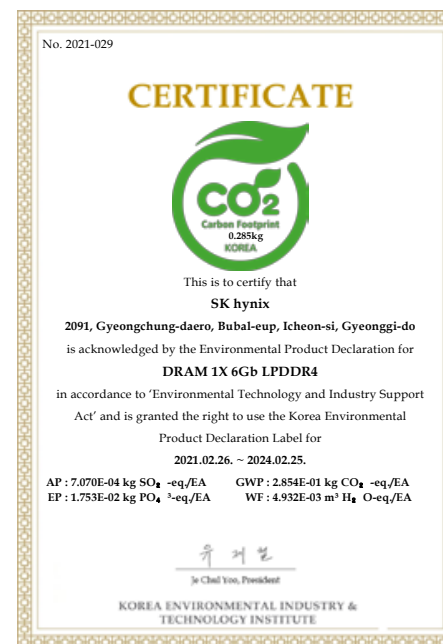 No. 2021-029
CERTIFICATE
CO2
Carbon Footprint
0.285kg
KOREA
This is to certify that
SK hynix
2091, Gyeongchung-daero, Bubal-eup, Icheon-si, Gyeonggi-do
is acknowledged by the Environmental Product Declaration for
DRAM 1X 6Gb LPDDR4
in accordance to ‘Environmental Technology and Industry Support
Act’ and is granted the right to use the Korea Environmental
Product Declaration Label for
2021.02.26. ~ 2024.02.25.
AP : 7.070E-04 kg SO₂ -eq./EA GWP : 2.854E-01 kg CO₂ -eq./EA
EP : 1.753E-02 kg PO₄ ³-eq./EA WF : 4.932E-03 m³ H₂ O-eq./EA
유제철
Je Chul Yoo, President
KOREA ENVIRONMENTAL INDUSTRY &
TECHNOLOGY INSTITUTE